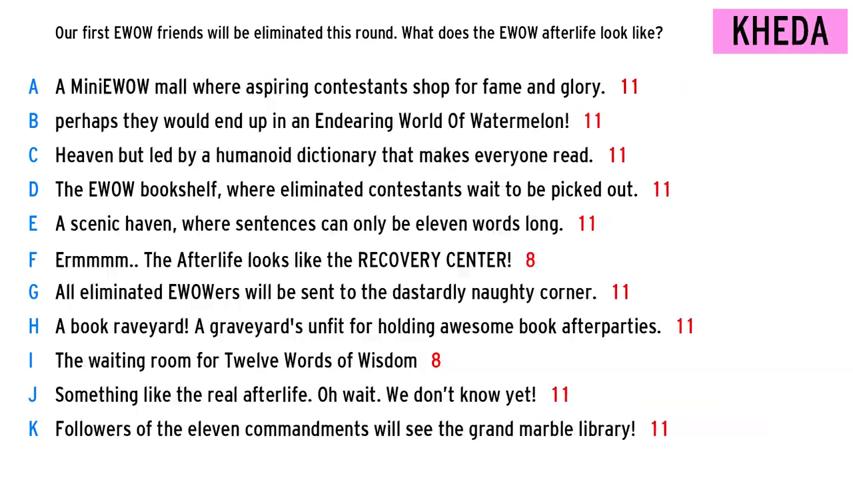 Our first EWOW friends will be eliminated this round. What does the EWOW afterlife look like?
KHEDA
A A MiniEWOW mall where aspiring contestants shop for fame and glory. 11
B perhaps they would end up in an Endearing World Of Watermelon! 11
C Heaven but led by a humanoid dictionary that makes everyone read. 11
D The EWOW bookshelf, where eliminated contestants wait to be picked out. 11
E A scenic haven, where sentences can only be eleven words long. 11
F Ermmmm.. The Afterlife looks like the RECOVERY CENTER! 8
G All eliminated EWOWers will be sent to the dastardly naughty corner. 11
H A book raveyard! A graveyard's unfit for holding awesome book afterparties. 11
I The waiting room for Twelve Words of Wisdom 8
J Something like the real afterlife. Oh wait. We don’t know yet! 11
K Followers of the eleven commandments will see the grand marble library! 11